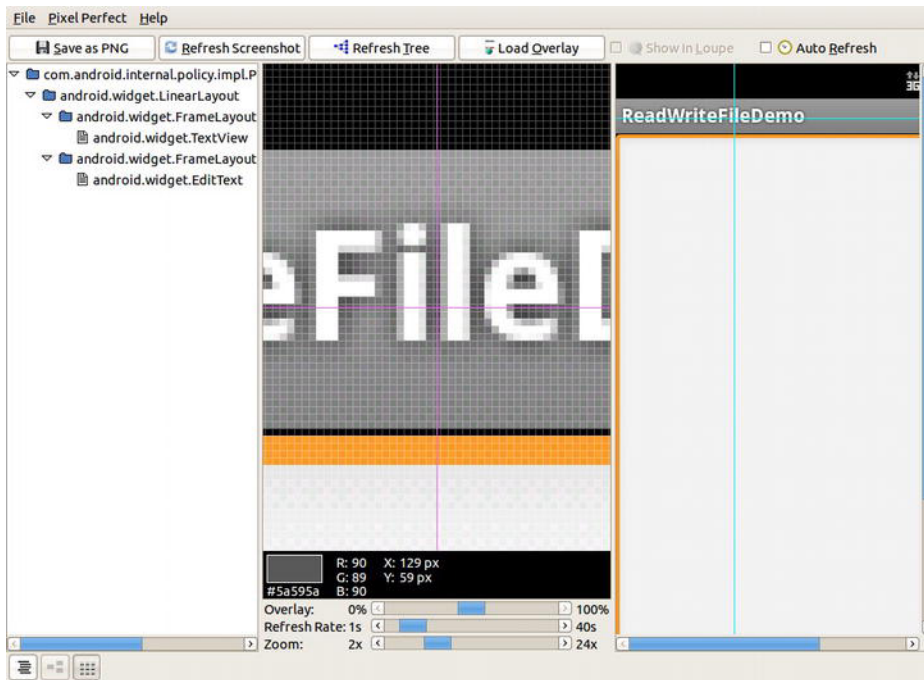 File Pixel Perfect Help
Save as PNG Refresh Screenshot Refresh Tree Load Overlay Show In Loupe Auto Refresh
com.android.internal.policy.impl.P
android.widget.LinearLayout
android.widget.FrameLayout
android.widget.TextView
android.widget.FrameLayout
android.widget.EditText
eFileD
R: 90 X: 129 px
G: 89 Y: 59 px
#5a595a B: 90
Overlay: 0% 100%
Refresh Rate: 1s 40s
Zoom: 2x 24x
3G
ReadWriteFileDemo